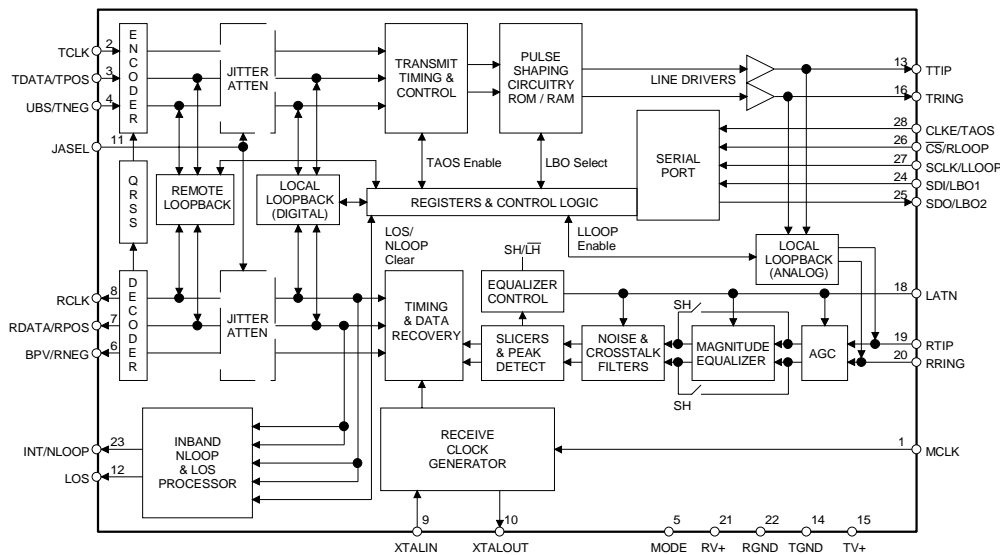 TCLK
2
TDATA/TPOS
3
UBS/TNEG
4
ENCODER
JITTER
ATTEN
TRANSMIT
TIMING &
CONTROL
PULSE
SHAPING
CIRCUITRY
ROM / RAM
LINE DRIVERS
13
TTIP
16
TRING
28
CLKE/TAOS
26
CS/RLOOP
27
SCLK/LLOOP
24
SDI/LBO1
25
SDO/LBO2
SERIAL
PORT
11
JASEL
TAOS Enable
LBO Select
QRSS
REMOTE
LOOPBACK
LOCAL
LOOPBACK
(DIGITAL)
REGISTERS & CONTROL LOGIC
LOS/
NLOOP
Clear
LLOOP
Enable
SH/LH
LOCAL
LOOPBACK
(ANALOG)
RCLK
8
RDATA/RPOS
7
BPV/RNEG
6
DECODER
JITTER
ATTEN
TIMING
& DATA
RECOVERY
EQUALIZER
CONTROL
SLICERS
& PEAK
DETECT
NOISE &
CROSSTALK
FILTERS
SH
MAGNITUDE
EQUALIZER
SH
AGC
18
LATN
19
RTIP
20
RRING
INT/NLOOP
23
LOS
12
INBAND
NLOOP
& LOS
PROCESSOR
RECEIVE
CLOCK
GENERATOR
1
MCLK
9
XTALIN
10
XTALOUT
5
MODE
21
RV+
22
RGND
14
TGND
15
TV+